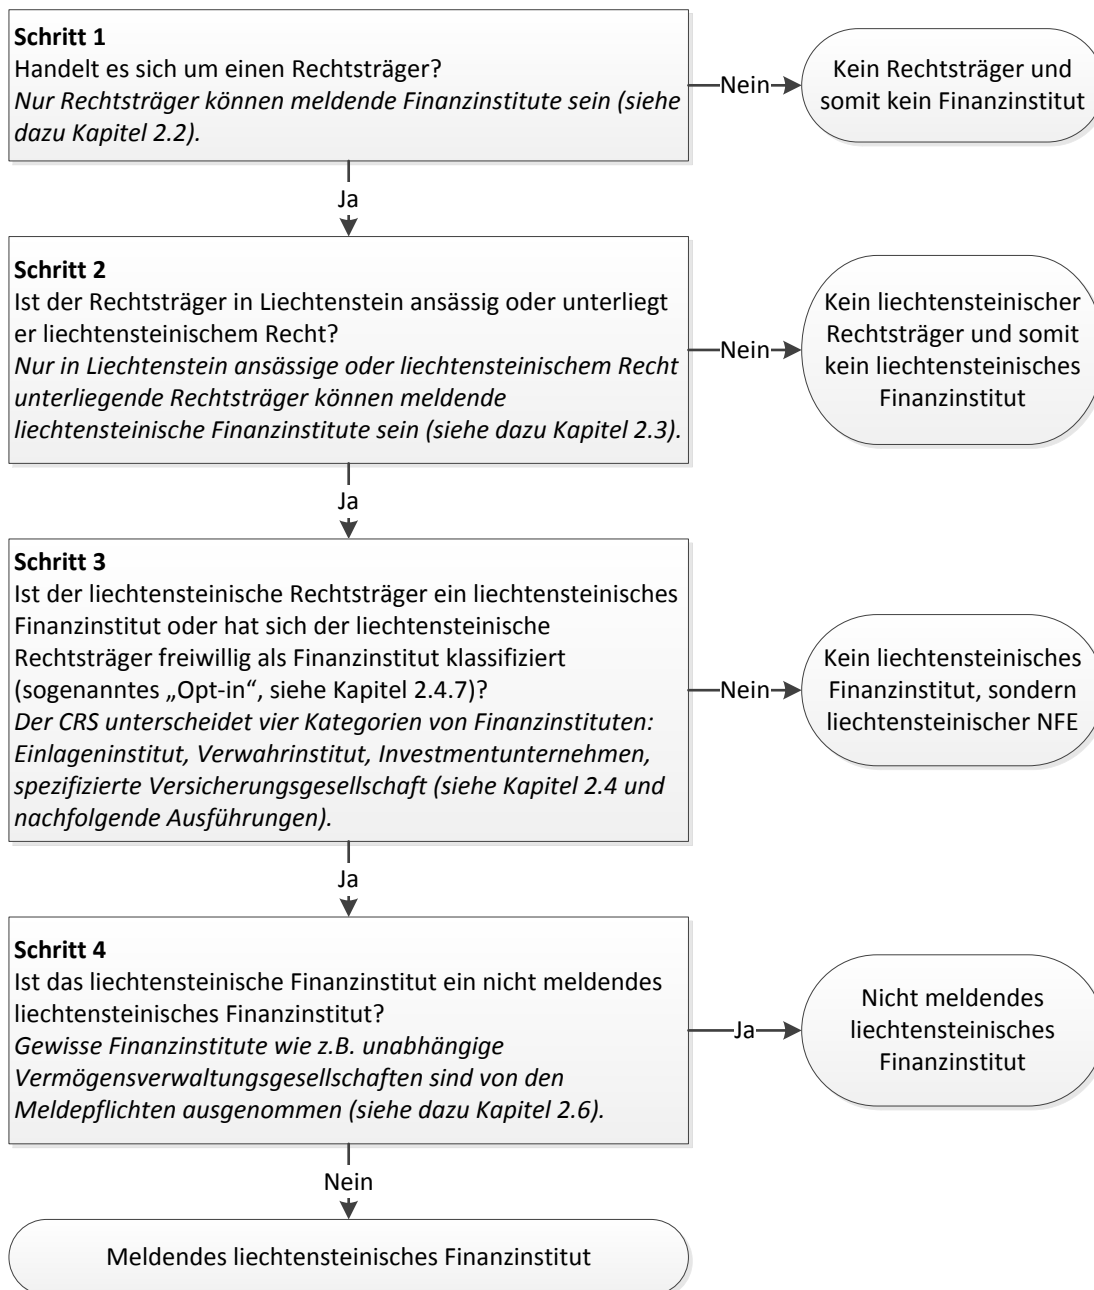 Schritt 1
Handelt es sich um einen Rechtsträger?
Nur Rechtsträger können meldende Finanzinstitute sein (siehe
dazu Kapitel 2.2).
Nein
Kein Rechtsträger und
somit kein Finanzinstitut
Ja
Schritt 2
Ist der Rechtsträger in Liechtenstein ansässig oder unterliegt
er liechtensteinischem Recht?
Nur in Liechtenstein ansässige oder liechtensteinischem Recht
unterliegende Rechtsträger können meldende
liechtensteinische Finanzinstitute sein (siehe dazu Kapitel 2.3).
Nein
Kein liechtensteinischer
Rechtsträger und somit
kein liechtensteinisches
Finanzinstitut
Ja
Schritt 3
Ist der liechtensteinische Rechtsträger ein liechtensteinisches
Finanzinstitut oder hat sich der liechtensteinische
Rechtsträger freiwillig als Finanzinstitut klassifiziert
(sogenanntes „Opt-in“, siehe Kapitel 2.4.7)?
Der CRS unterscheidet vier Kategorien von Finanzinstituten:
Einlageninstitut, Verwahrinstitut, Investmentunternehmen,
spezifizierte Versicherungsgesellschaft (siehe Kapitel 2.4 und
nachfolgende Ausführungen).
Nein
Kein liechtensteinisches
Finanzinstitut, sondern
liechtensteinischer NFE
Ja
Schritt 4
Ist das liechtensteinische Finanzinstitut ein nicht meldendes
liechtensteinisches Finanzinstitut?
Gewisse Finanzinstitute wie z.B. unabhängige
Vermögensverwaltungsgesellschaften sind von den
Meldepflichten ausgenommen (siehe dazu Kapitel 2.6).
Ja
Nicht meldendes
liechtensteinisches
Finanzinstitut
Nein
Meldendes liechtensteinisches Finanzinstitut